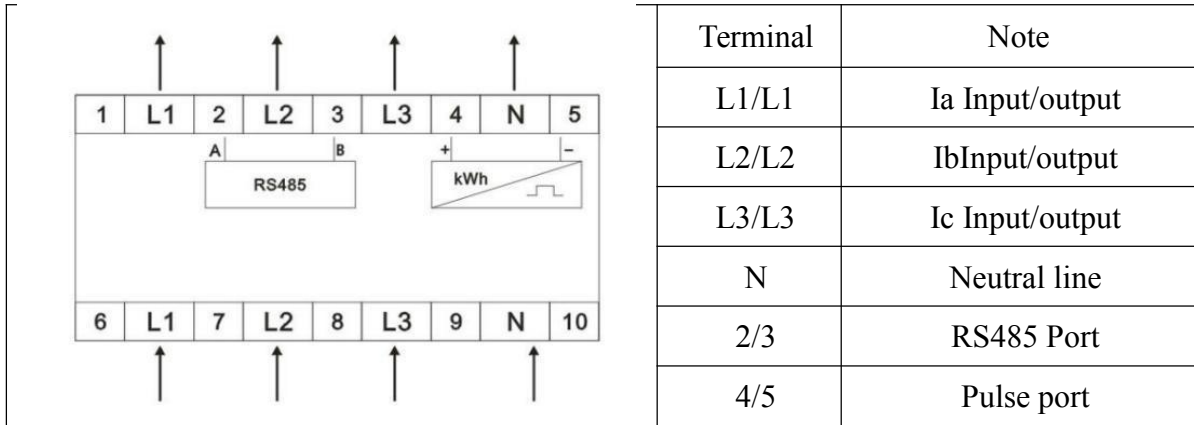 1 L1 2 L2 3 L3 4 N 5
A B + −
RS485 kWh
6 L1 7 L2 8 L3 9 N 10
Terminal Note
L1/L1 Ia Input/output
L2/L2 IbInput/output
L3/L3 Ic Input/output
N Neutral line
2/3 RS485 Port
4/5 Pulse port